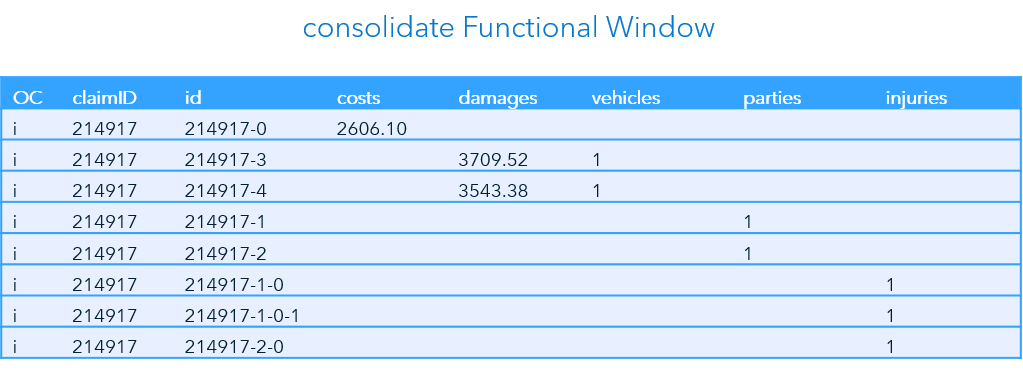 consolidate Functional Window
OC claimID id costs damages vehicles parties injuries
i 214917 214917-0 2606.10
i 214917 214917-3 3709.52 1
i 214917 214917-4 3543.38 1
i 214917 214917-1 1
i 214917 214917-2 1
i 214917 214917-1-0 1
i 214917 214917-1-0-1 1
i 214917 214917-2-0 1